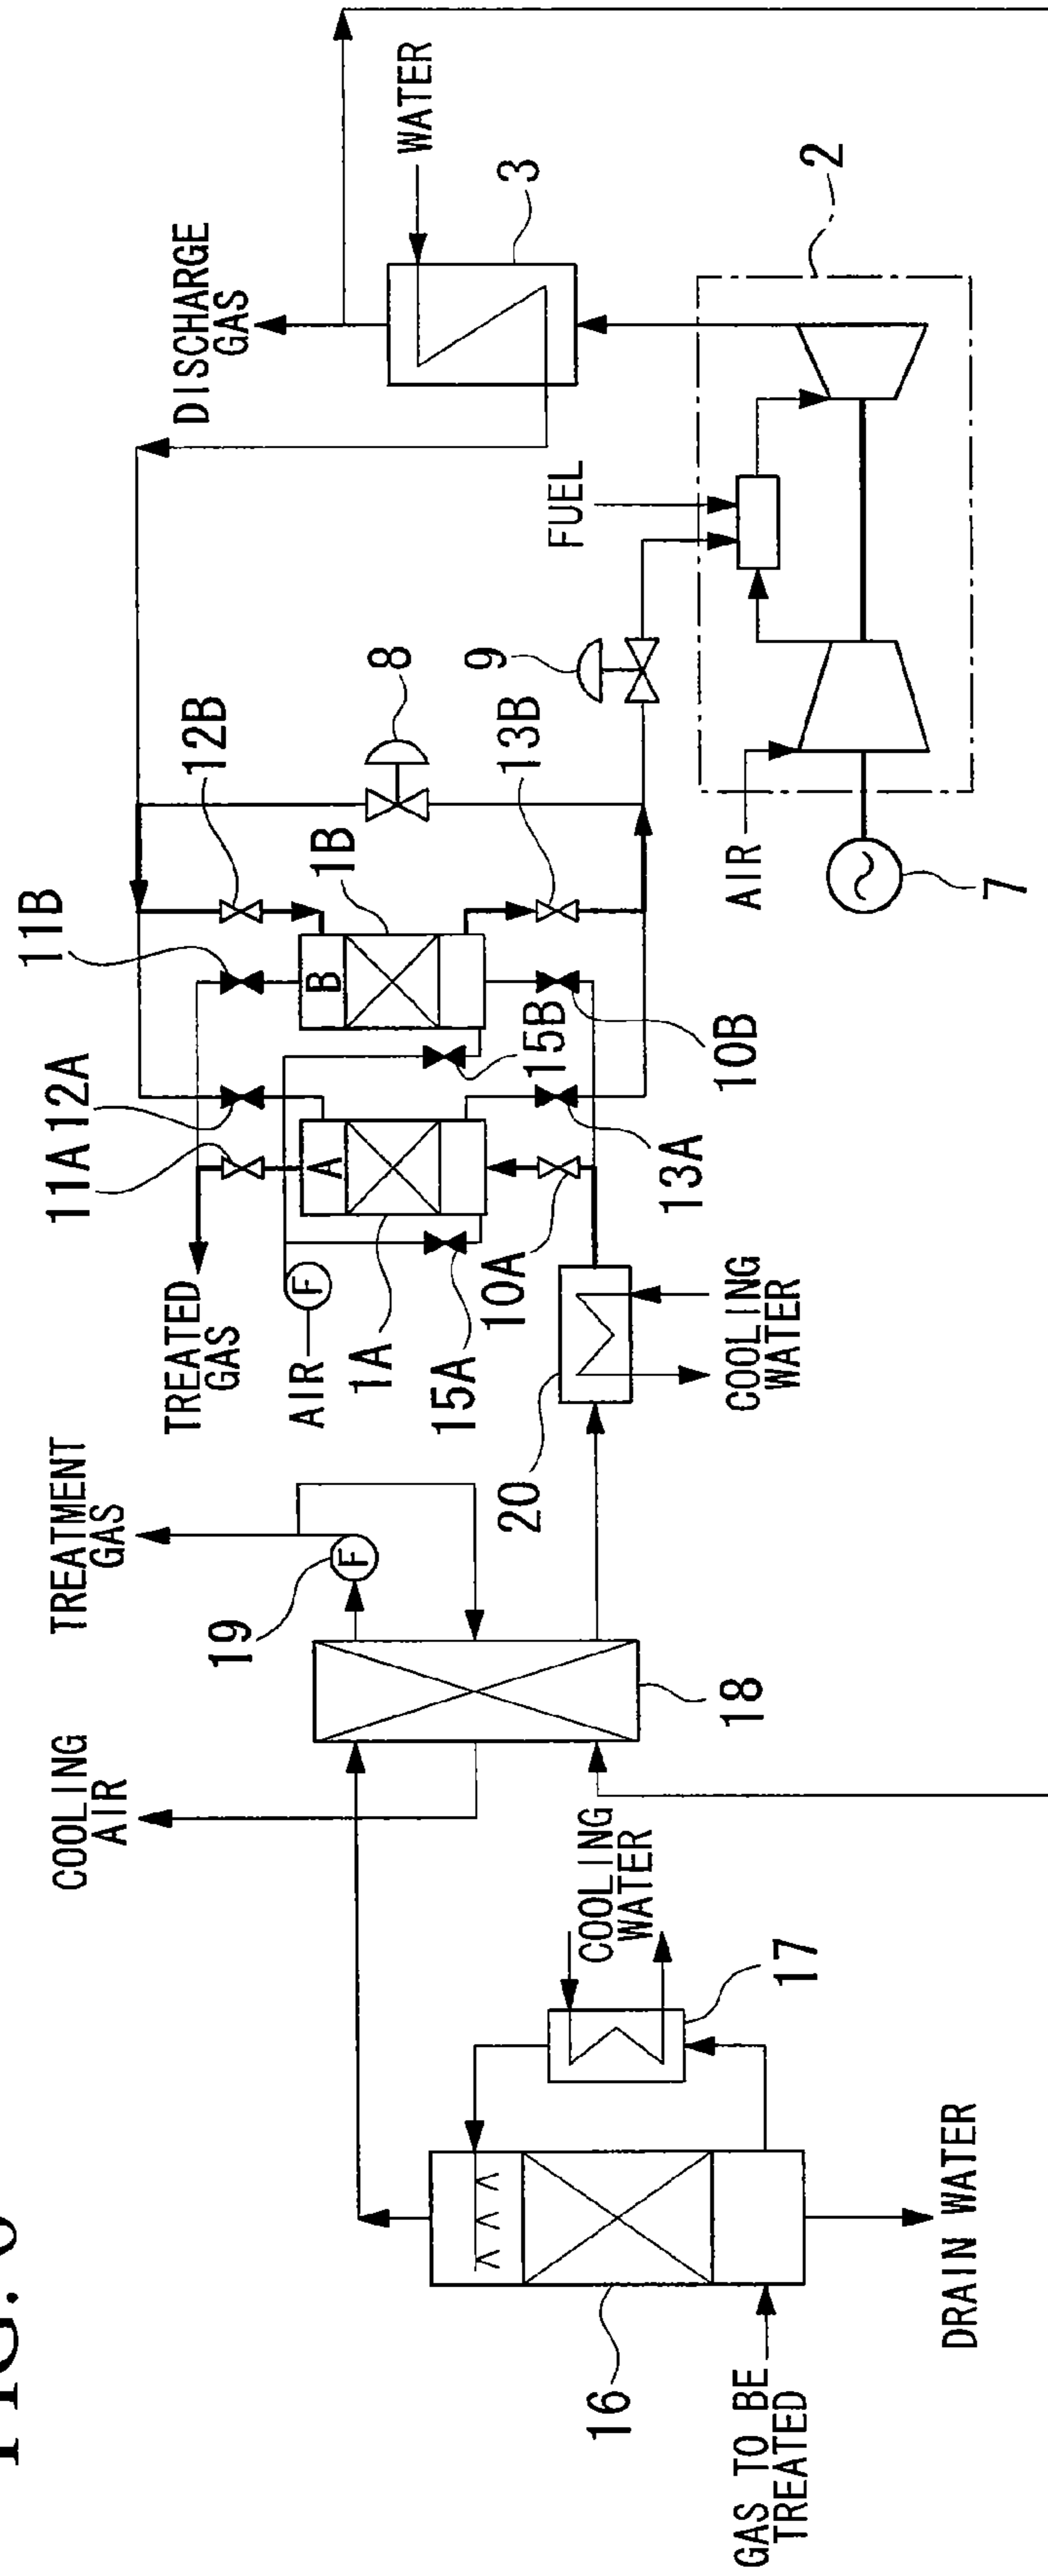 FIG.
COOLING
AIR
TREATMENT
GAS
TREATED
GAS
11A
12A
11B
12B
DISCHARGE
GAS
WATER
19
AIR
F
F
A
B
1A
1B
8
3
15A
10A
15B
13B
9
FUEL
16
GAS TO BE
TREATED
COOLING
WATER
17
18
20
COOLING
WATER
13A
10B
AIR
2
7
DRAIN WATER